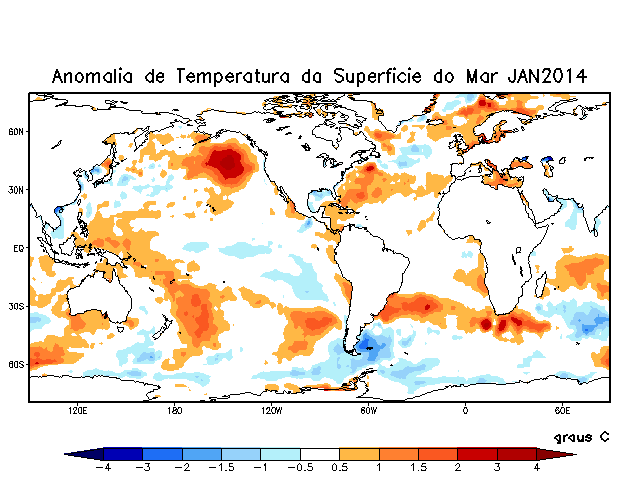 Anomalia de Temperatura da Superfície do Mar JAN2014
60N
30N
EQ
30S
60S
120E 180 120W 60W 0 60E
graus C
-4 -3 -2 -1.5 -1 -0.5 0.5 1 1.5 2 3 4